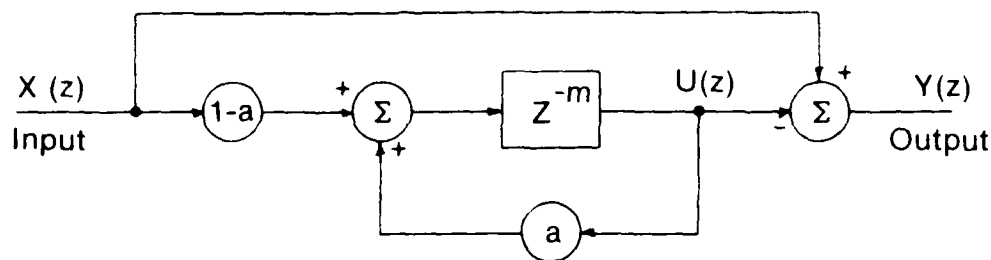 X (z)
Input
1-a
+
Σ
+
Z^-m
U(z)
a
+
-
Σ
Y(z)
Output